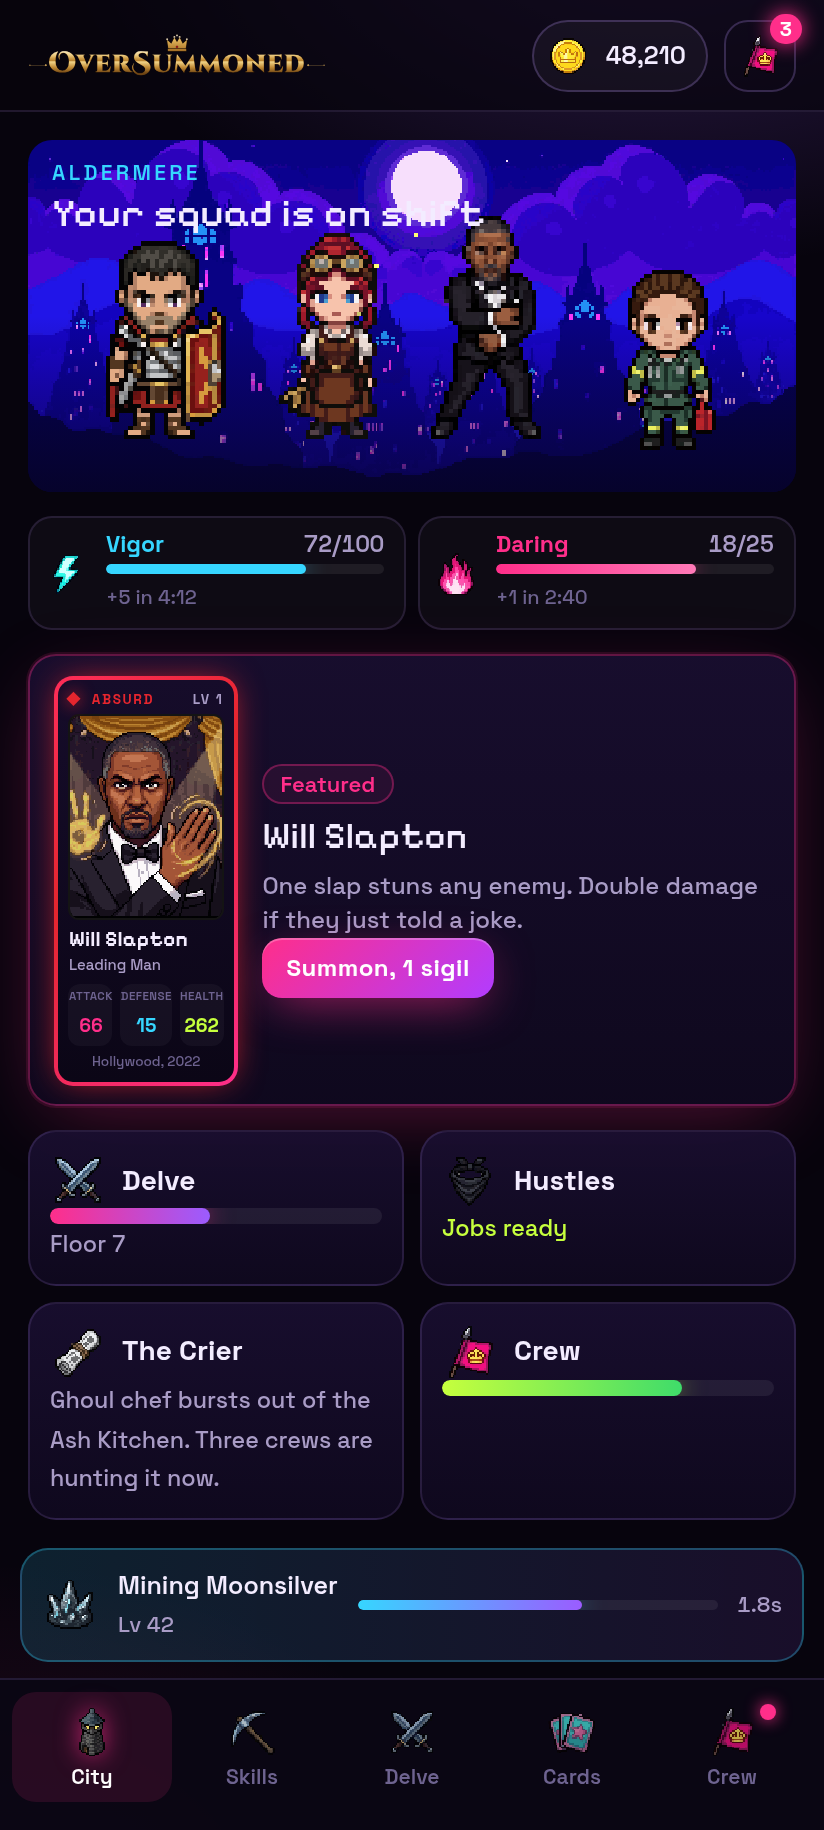 OVERSUMMONED
48,210
3
ALDERMERE
Your squad is on shift
Vigor
72/100
+5 in 4:12
Daring
18/25
+1 in 2:40
ABSURD
LV 1
Will Slapton
Leading Man
ATTACK
DEFENSE
HEALTH
66
15
262
Hollywood, 2022
Featured
Will Slapton
One slap stuns any enemy. Double damage
if they just told a joke.
Summon, 1 sigil
Delve
Floor 7
Hustles
Jobs ready
The Crier
Ghoul chef bursts out of the
Ash Kitchen. Three crews are
hunting it now.
Crew
Mining Moonsilver
Lv 42
1.8s
City
Skills
Delve
Cards
Crew